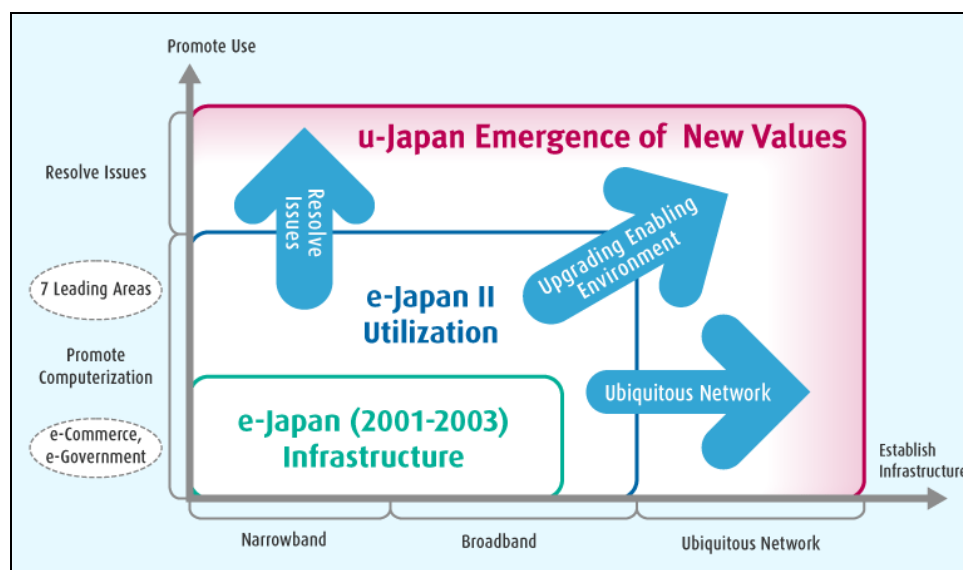 Promote Use
u-Japan Emergence of New Values
Resolve Issues
Resolve
Issues
Upgrading Enabling
Environment
7 Leading Areas
e-Japan II
Utilization
Promote
Computerization
Ubiquitous Network
e-Japan (2001-2003)
Infrastructure
e-Commerce,
e-Government
Establish
Infrastructure
Narrowband
Broadband
Ubiquitous Network